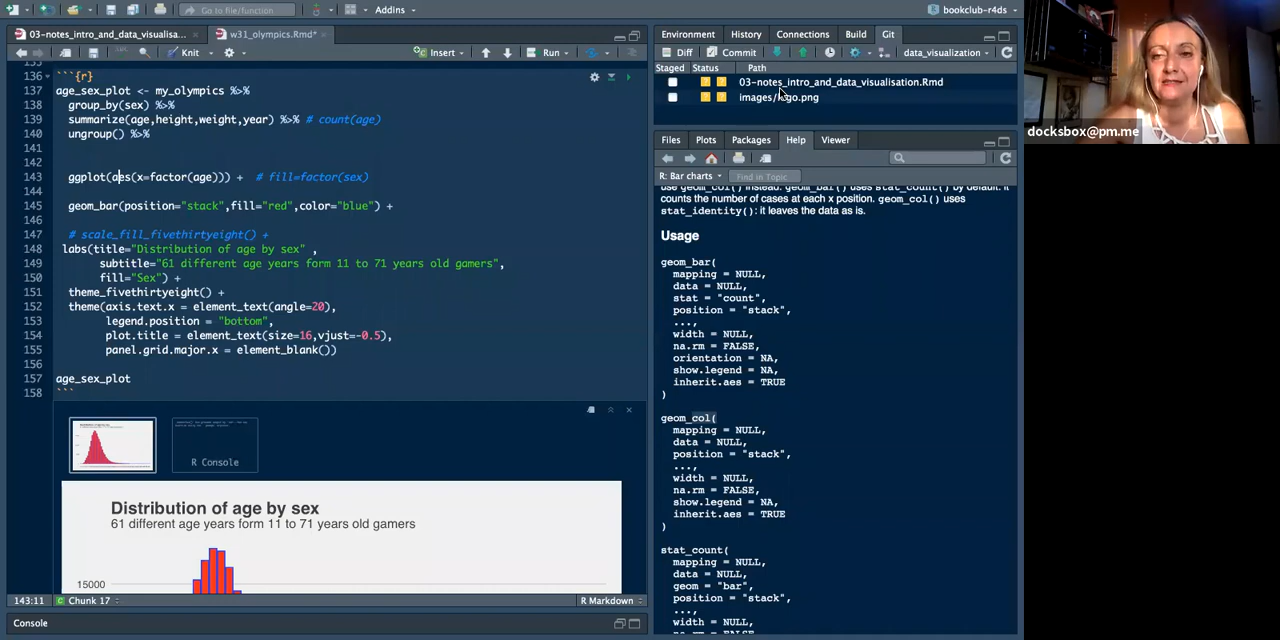 Go to file/function
Addins
bookclub-r4ds
03-notes_intro_and_data_visualisa...
w31_olympics.Rmd*
Knit
Insert
Run
135
136 ```{r}
137 age_sex_plot <- my_olympics %>%
138 group_by(sex) %>%
139 summarize(age,height,weight,year) %>% # count(age)
140 ungroup() %>%
141
142
143 ggplot(aes(x=factor(age))) + # fill=factor(sex)
144
145 geom_bar(position="stack",fill="red",color="blue") +
146
147 # scale_fill_fivethirtyeight() +
148 labs(title="Distribution of age by sex" ,
149 subtitle="61 different age years form 11 to 71 years old gamers",
150 fill="Sex") +
151 theme_fivethirtyeight() +
152 theme(axis.text.x = element_text(angle=20),
153 legend.position = "bottom",
154 plot.title = element_text(size=16,vjust=-0.5),
155 panel.grid.major.x = element_blank())
156
157 age_sex_plot
158 ```
R Console
Distribution of age by sex
61 different age years form 11 to 71 years old gamers
15000
143:11
Chunk 17
R Markdown
Console
Environment
History
Connections
Build
Git
Diff
Commit
data_visualization
Staged
Status
Path
03-notes_intro_and_data_visualisation.Rmd
images/logo.png
Files
Plots
Packages
Help
Viewer
R: Bar charts
Find in Topic
use geom_col() instead. geom_bar() uses stat_count() by default: it
counts the number of cases at each x position. geom_col() uses
stat_identity(): it leaves the data as is.
Usage
geom_bar(
mapping = NULL,
data = NULL,
stat = "count",
position = "stack",
...,
width = NULL,
na.rm = FALSE,
orientation = NA,
show.legend = NA,
inherit.aes = TRUE
)
geom_col(
mapping = NULL,
data = NULL,
position = "stack",
...,
width = NULL,
na.rm = FALSE,
show.legend = NA,
inherit.aes = TRUE
)
stat_count(
mapping = NULL,
data = NULL,
geom = "bar",
position = "stack",
...,
width = NULL,
docksbox@pm.me